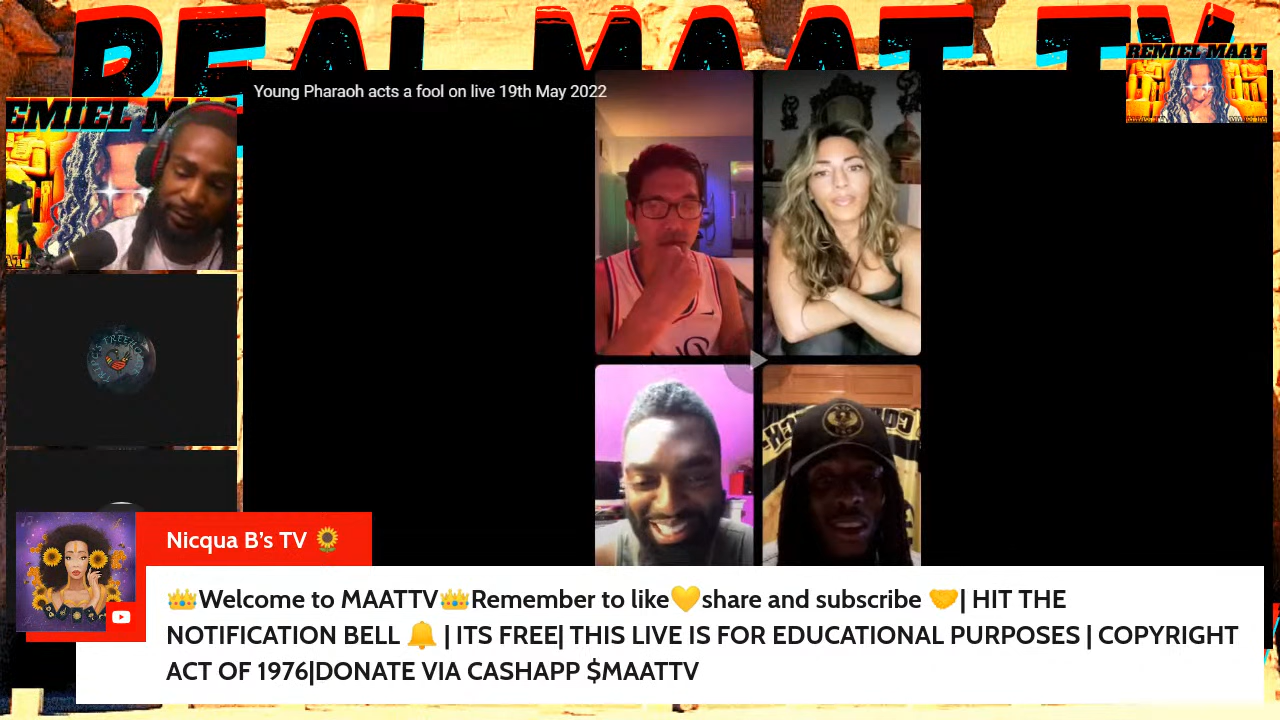 REAL MAAT TV
REMIEL MAAT
EMIEL M
Young Pharaoh acts a fool on live 19th May 2022
Nicqua B’s TV 🌻
👑Welcome to MAATTV👑Remember to like💛share and subscribe 🤝| HIT THE
NOTIFICATION BELL 🔔 | ITS FREE| THIS LIVE IS FOR EDUCATIONAL PURPOSES | COPYRIGHT
ACT OF 1976|DONATE VIA CASHAPP $MAATTV